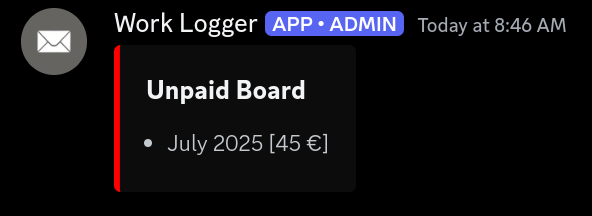 Work Logger APP • ADMIN Today at 8:46 AM
Unpaid Board
• July 2025 [45 €]